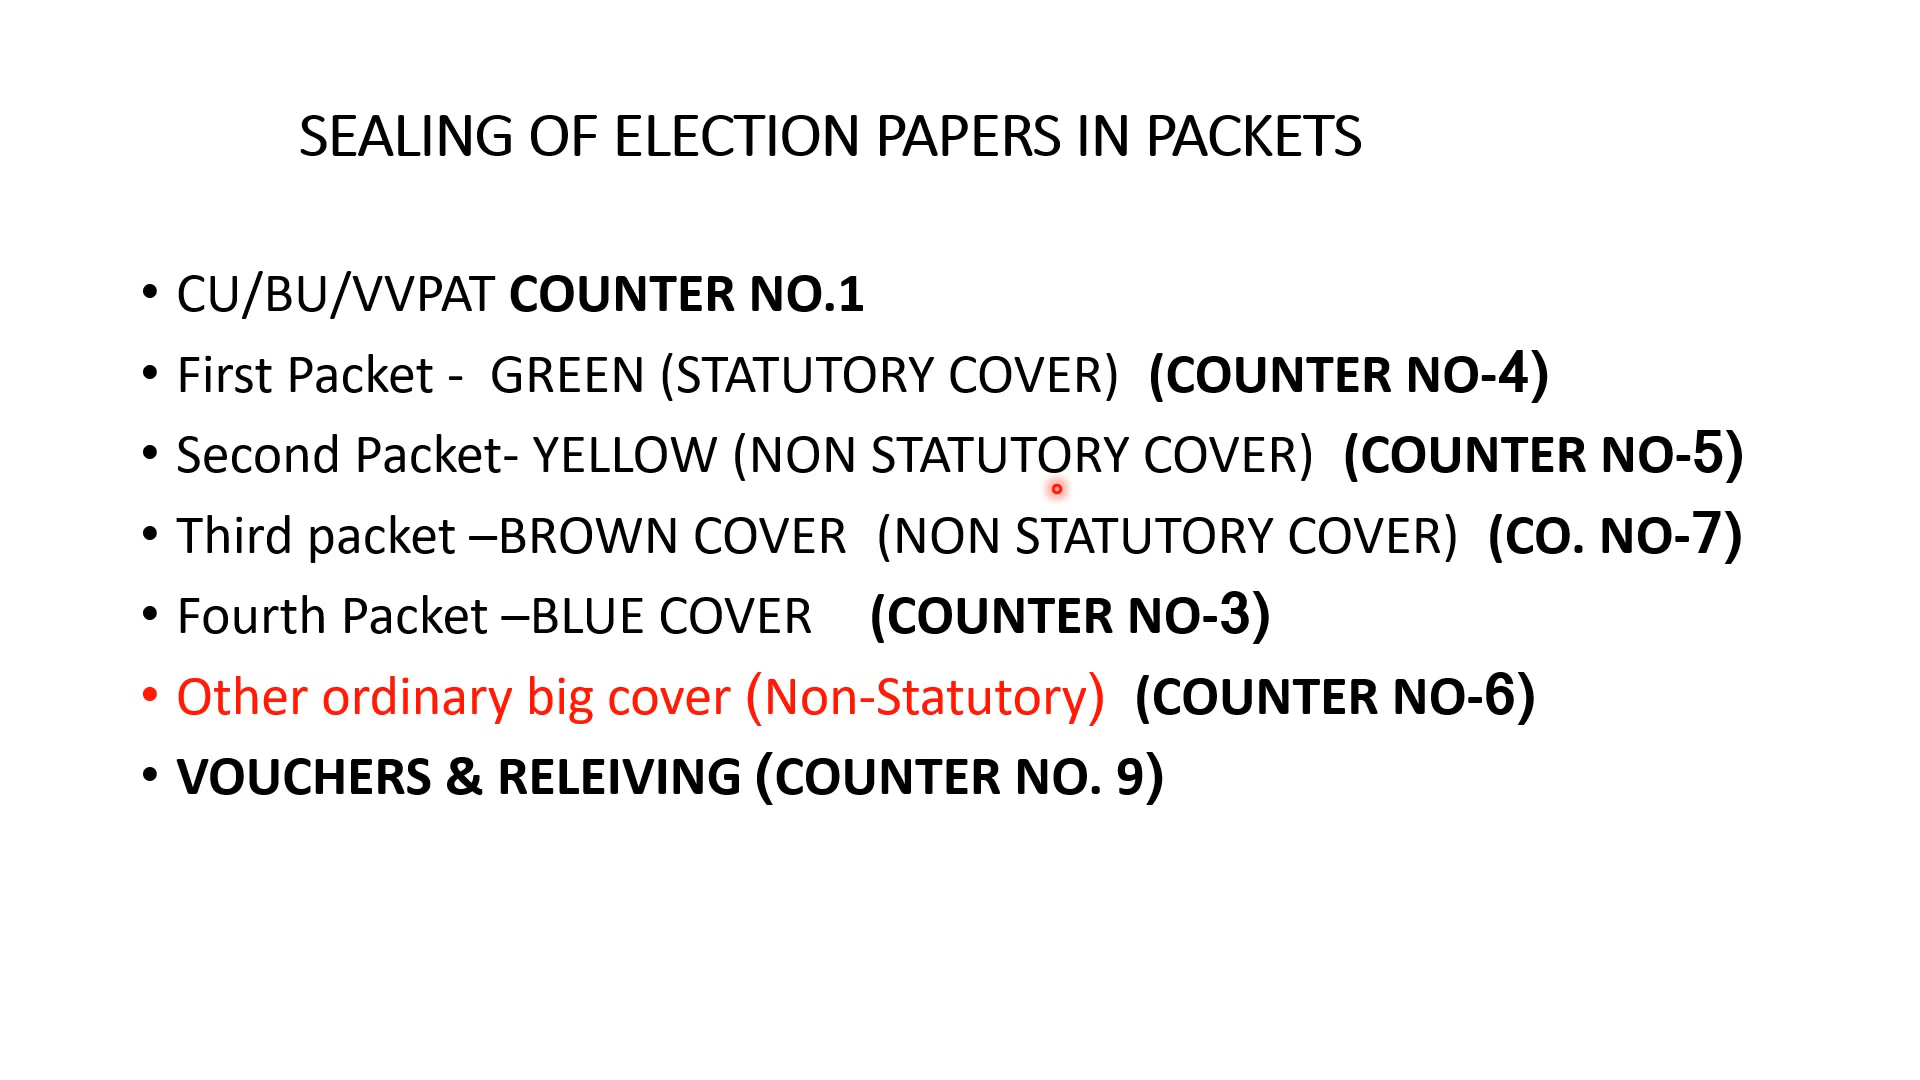 SEALING OF ELECTION PAPERS IN PACKETS
• CU/BU/VVPAT COUNTER NO.1
• First Packet - GREEN (STATUTORY COVER) (COUNTER NO-4)
• Second Packet- YELLOW (NON STATUTORY COVER) (COUNTER NO-5)
• Third packet –BROWN COVER (NON STATUTORY COVER) (CO. NO-7)
• Fourth Packet –BLUE COVER (COUNTER NO-3)
• Other ordinary big cover (Non-Statutory) (COUNTER NO-6)
• VOUCHERS & RELEIVING (COUNTER NO. 9)